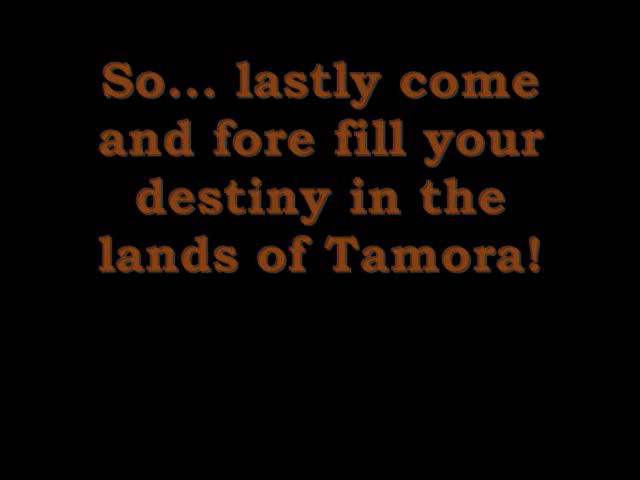 So... lastly come
and fore fill your
destiny in the
lands of Tamora!